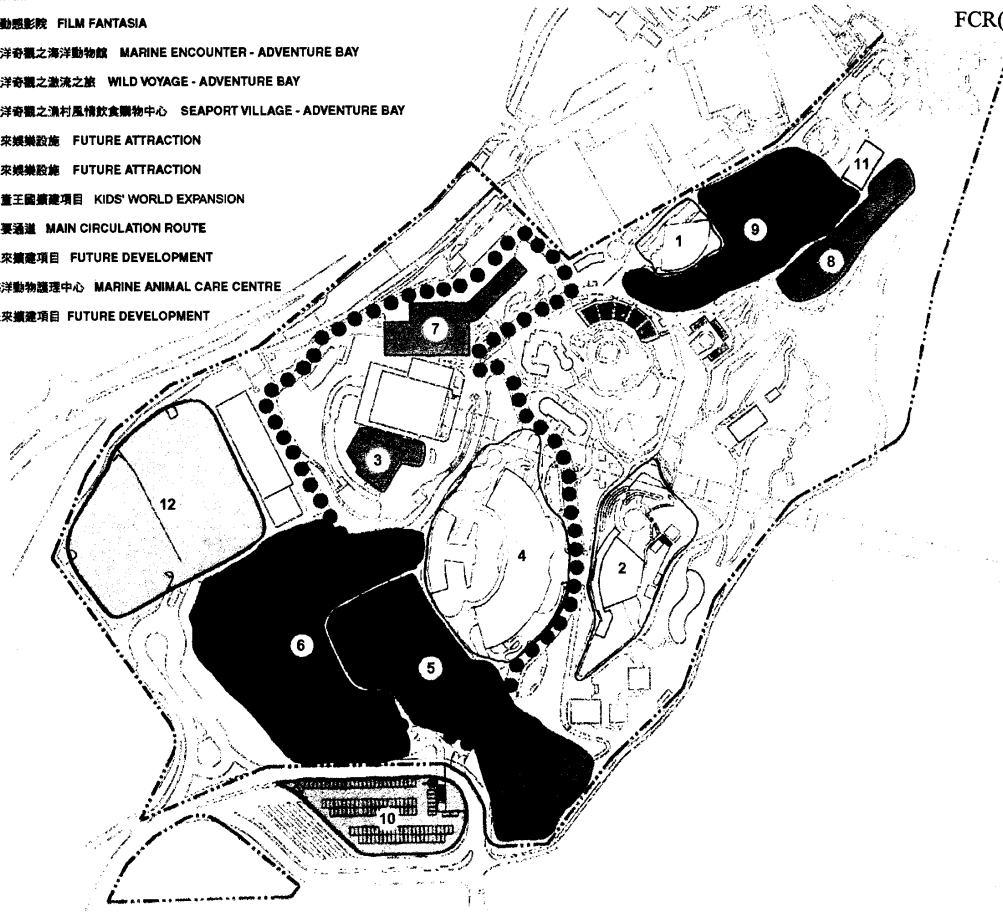 動感影院 FILM FANTASIA
洋奇觀之海洋動物館 MARINE ENCOUNTER - ADVENTURE BAY
洋奇觀之激流之旅 WILD VOYAGE - ADVENTURE BAY
洋奇觀之漁村風情飲食購物中心 SEAPORT VILLAGE - ADVENTURE BAY
來娛樂設施 FUTURE ATTRACTION
來娛樂設施 FUTURE ATTRACTION
童王國擴建項目 KIDS' WORLD EXPANSION
要通道 MAIN CIRCULATION ROUTE
來擴建項目 FUTURE DEVELOPMENT
洋動物護理中心 MARINE ANIMAL CARE CENTRE
來擴建項目 FUTURE DEVELOPMENT
FCR(
11
1
9
8
7
3
12
4
2
6
5
10